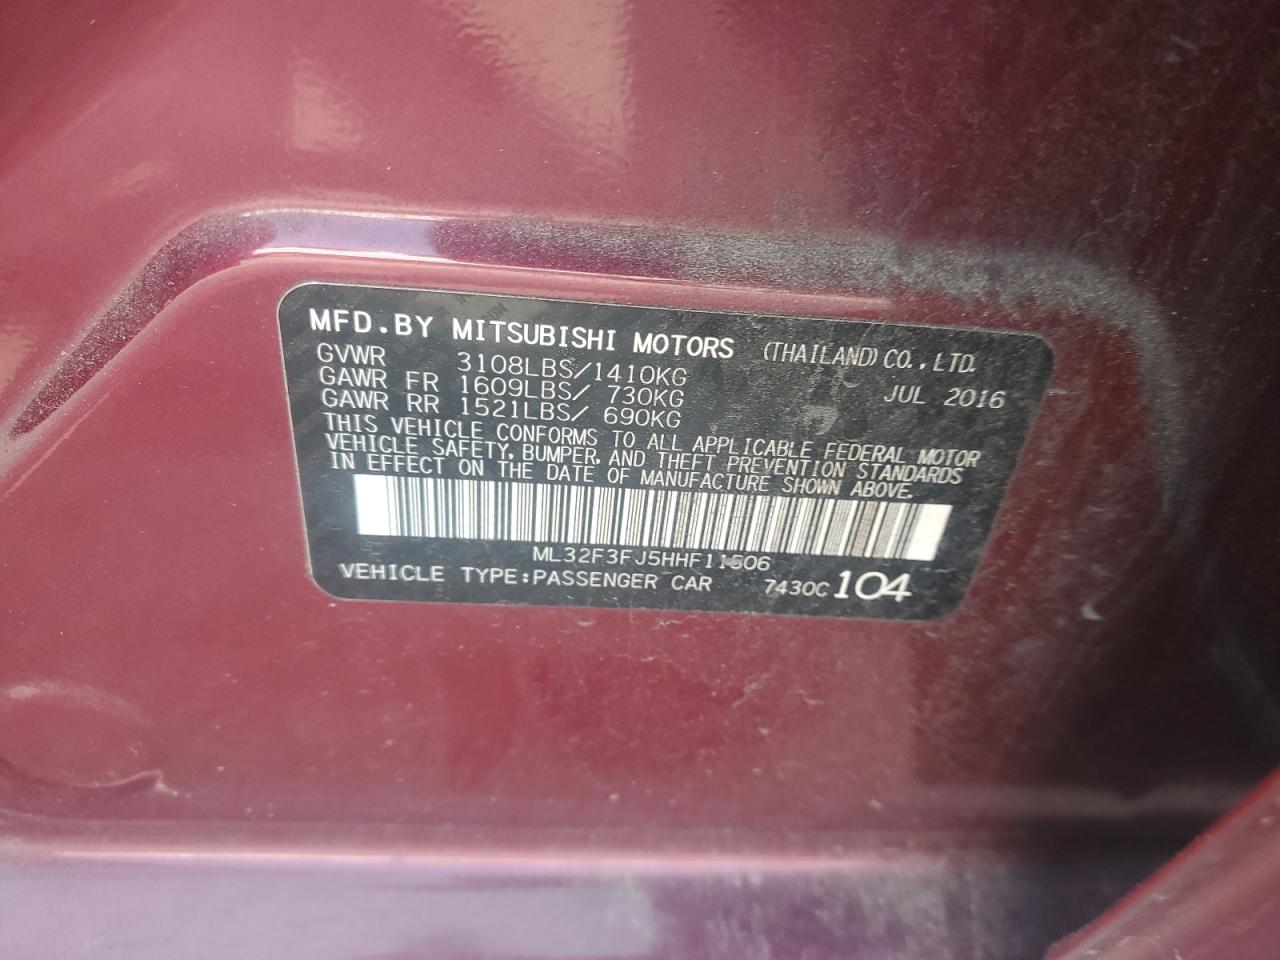 MFD.BY MITSUBISHI MOTORS (THAILAND) CO., LTD.
GVWR 3108LBS/1410KG JUL 2016
GAWR FR 1609LBS/ 730KG
GAWR RR 1521LBS/ 690KG
THIS VEHICLE CONFORMS TO ALL APPLICABLE FEDERAL MOTOR
VEHICLE SAFETY, BUMPER, AND THEFT PREVENTION STANDARDS
IN EFFECT ON THE DATE OF MANUFACTURE SHOWN ABOVE.
ML32F3FJ5HHF11506
VEHICLE TYPE:PASSENGER CAR 7430C 104